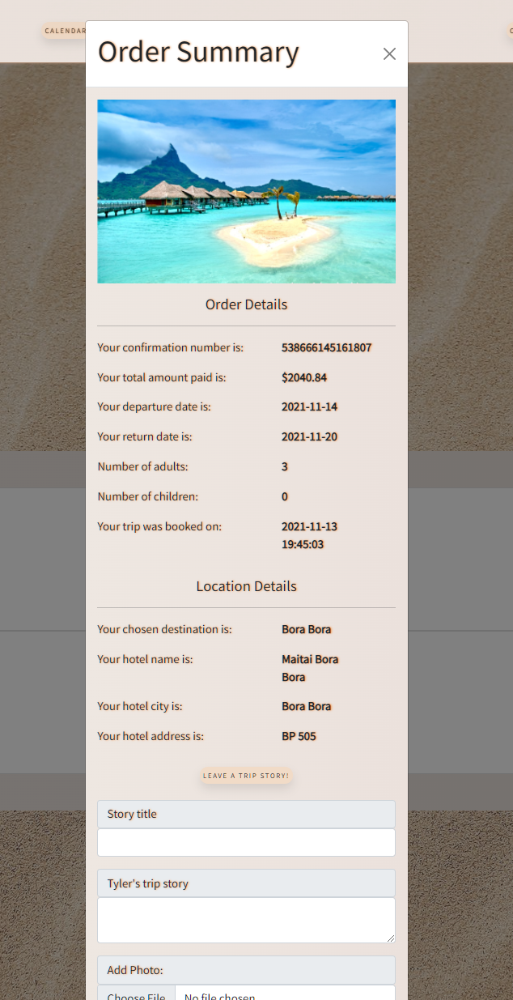 CALENDAR
Order Summary
Order Details
Your confirmation number is: 538666145161807
Your total amount paid is: $2040.84
Your departure date is: 2021-11-14
Your return date is: 2021-11-20
Number of adults: 3
Number of children: 0
Your trip was booked on: 2021-11-13
19:45:03
Location Details
Your chosen destination is: Bora Bora
Your hotel name is: Maitai Bora
Bora
Your hotel city is: Bora Bora
Your hotel address is: BP 505
LEAVE A TRIP STORY!
Story title
Tyler's trip story
Add Photo:
Choose File No file chosen